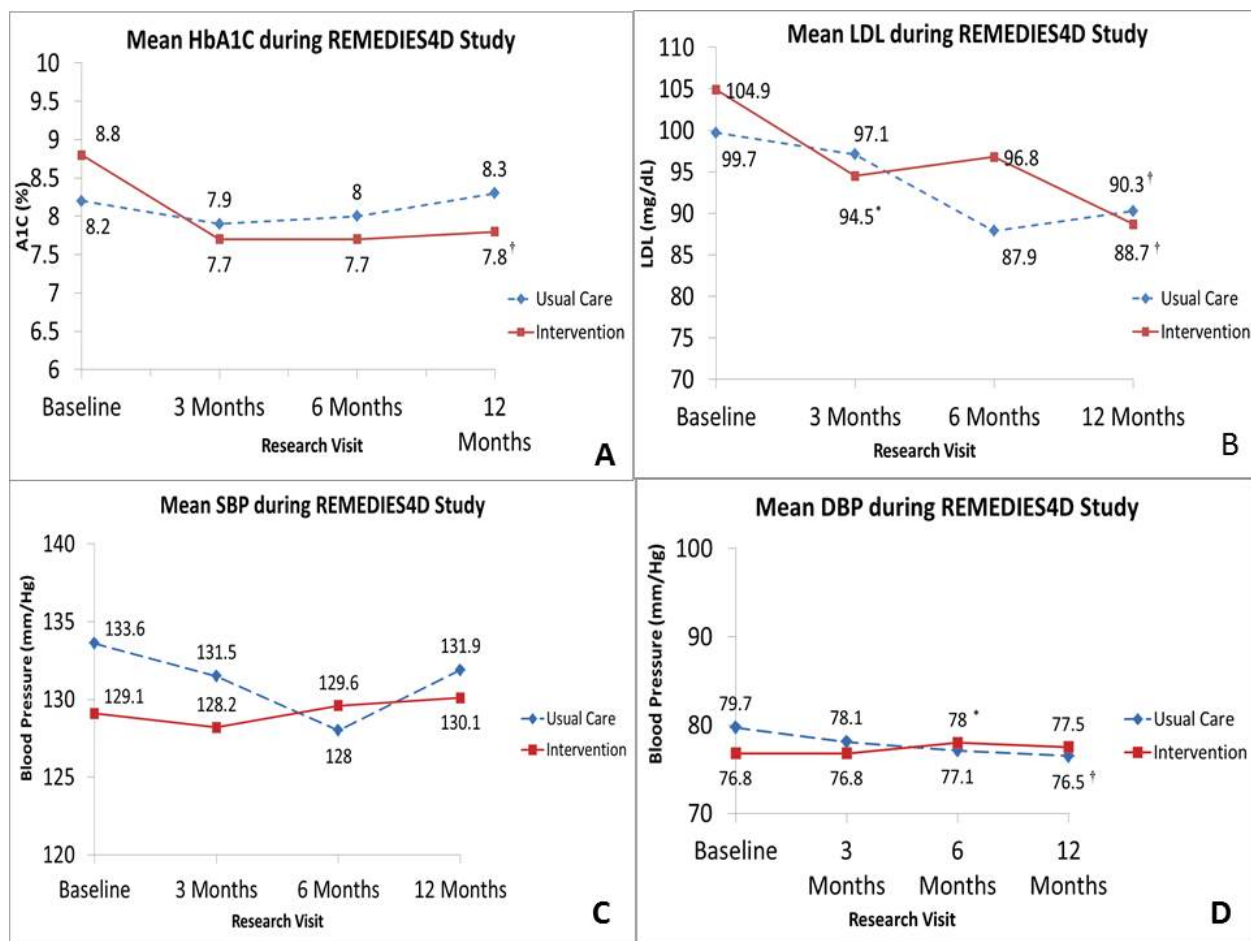 Mean HbA1C during REMEDIES4D Study
A1C (%)
10
9.5
9
8.5
8
7.5
7
6.5
6
8.8
8.2
7.9
7.7
8
7.7
8.3
7.8†
Usual Care
Intervention
Baseline
3 Months
6 Months
12
Months
Research Visit
A
Mean LDL during REMEDIES4D Study
LDL (mg/dL)
110
105
100
95
90
85
80
75
70
104.9
99.7
97.1
94.5*
96.8
87.9
90.3†
88.7†
Usual Care
Intervention
Baseline
3 Months
6 Months
12 Months
Research Visit
B
Mean SBP during REMEDIES4D Study
Blood Pressure (mm/Hg)
140
135
130
125
120
133.6
129.1
131.5
128.2
129.6
128
131.9
130.1
Usual Care
Intervention
Baseline
3 Months
6 Months
12 Months
Research Visit
C
Mean DBP during REMEDIES4D Study
Blood Pressure (mm/Hg)
100
90
80
70
79.7
76.8
78.1
76.8
78*
77.1
77.5
76.5†
Usual Care
Intervention
Baseline
3
Months
6
Months
12
Months
Research Visit
D